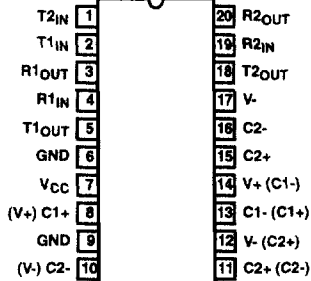 T2IN 1 20 R2OUT
T1IN 2 19 R2IN
R1OUT 3 18 T2OUT
R1IN 4 17 V-
T1OUT 5 16 C2-
GND 6 15 C2+
VCC 7 14 V+ (C1-)
(V+) C1+ 8 13 C1- (C1+)
GND 9 12 V- (C2+)
(V-) C2- 10 11 C2+ (C2-)